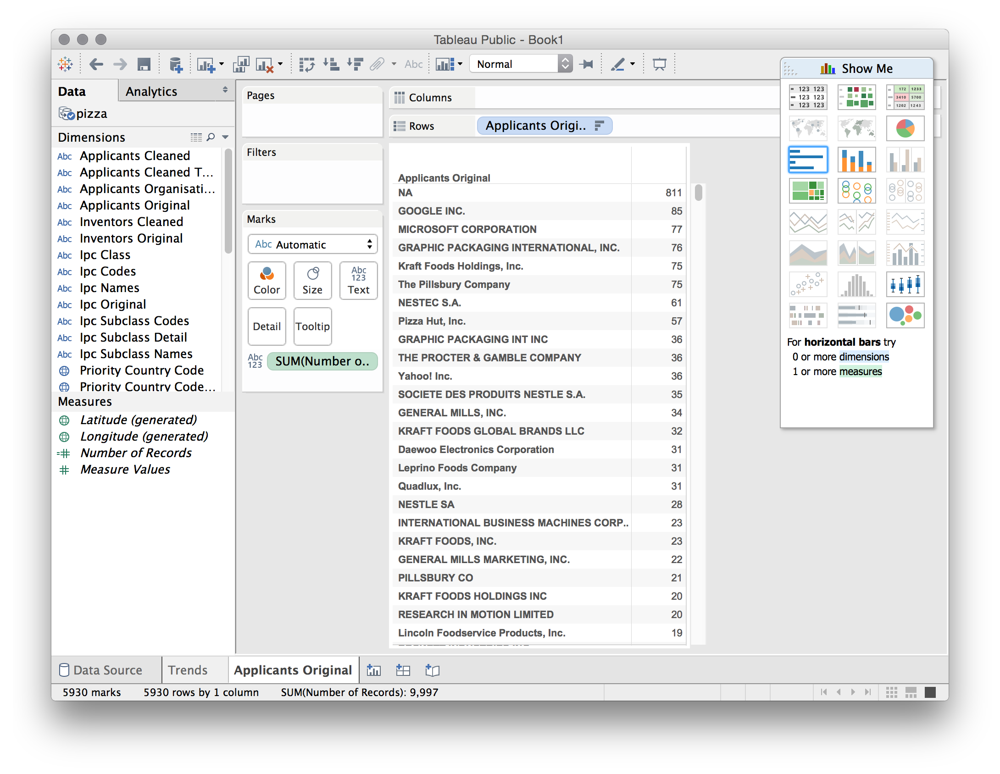 Tableau Public - Book1
Abc
Normal
Show Me
Data
Analytics
pizza
Dimensions
Abc Applicants Cleaned
Abc Applicants Cleaned T...
Abc Applicants Organisati...
Abc Applicants Original
Abc Inventors Cleaned
Abc Inventors Original
Abc Ipc Class
Abc Ipc Codes
Abc Ipc Names
Abc Ipc Original
Abc Ipc Subclass Codes
Abc Ipc Subclass Detail
Abc Ipc Subclass Names
Priority Country Code
Priority Country Code...
Measures
Latitude (generated)
Longitude (generated)
Number of Records
Measure Values
Pages
Filters
Marks
Abc Automatic
Color
Size
Abc
123
Text
Detail
Tooltip
Abc
123
SUM(Number o..
Columns
Rows
Applicants Origi..
Applicants Original
NA 811
GOOGLE INC. 85
MICROSOFT CORPORATION 77
GRAPHIC PACKAGING INTERNATIONAL, INC. 76
Kraft Foods Holdings, Inc. 75
The Pillsbury Company 75
NESTEC S.A. 61
Pizza Hut, Inc. 57
GRAPHIC PACKAGING INT INC 36
THE PROCTER & GAMBLE COMPANY 36
Yahoo! Inc. 36
SOCIETE DES PRODUITS NESTLE S.A. 35
GENERAL MILLS, INC. 34
KRAFT FOODS GLOBAL BRANDS LLC 32
Daewoo Electronics Corporation 31
Leprino Foods Company 31
Quadlux, Inc. 31
NESTLE SA 28
INTERNATIONAL BUSINESS MACHINES CORP.. 23
KRAFT FOODS, INC. 23
GENERAL MILLS MARKETING, INC. 22
PILLSBURY CO 21
KRAFT FOODS HOLDINGS INC 20
RESEARCH IN MOTION LIMITED 20
Lincoln Foodservice Products, Inc. 19
123 123
123 123
123 123
172 1233
3410 5700
1202 1243
For horizontal bars try
0 or more dimensions
1 or more measures
Data Source
Trends
Applicants Original
5930 marks
5930 rows by 1 column
SUM(Number of Records): 9,997